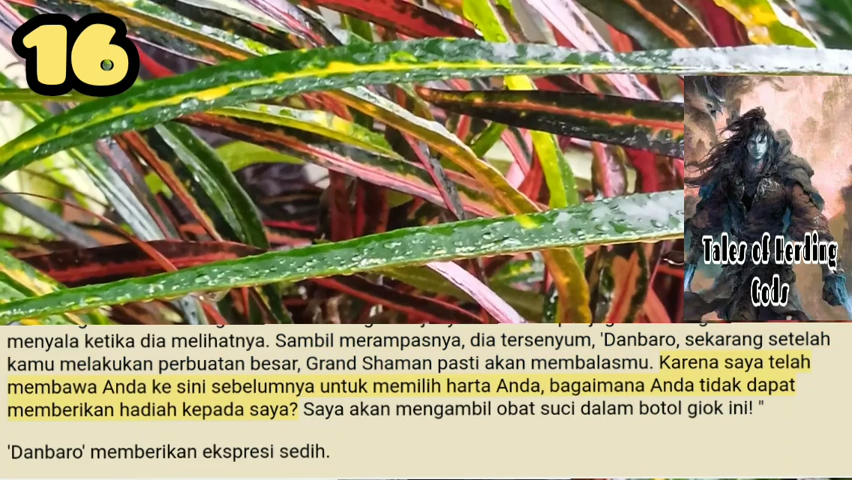 16
Tales of Herding
Gods
menyala ketika dia melihatnya. Sambil merampasnya, dia tersenyum, 'Danbaro, sekarang setelah
kamu melakukan perbuatan besar, Grand Shaman pasti akan membalasmu. Karena saya telah
membawa Anda ke sini sebelumnya untuk memilih harta Anda, bagaimana Anda tidak dapat
memberikan hadiah kepada saya? Saya akan mengambil obat suci dalam botol giok ini! "
'Danbaro' memberikan ekspresi sedih.